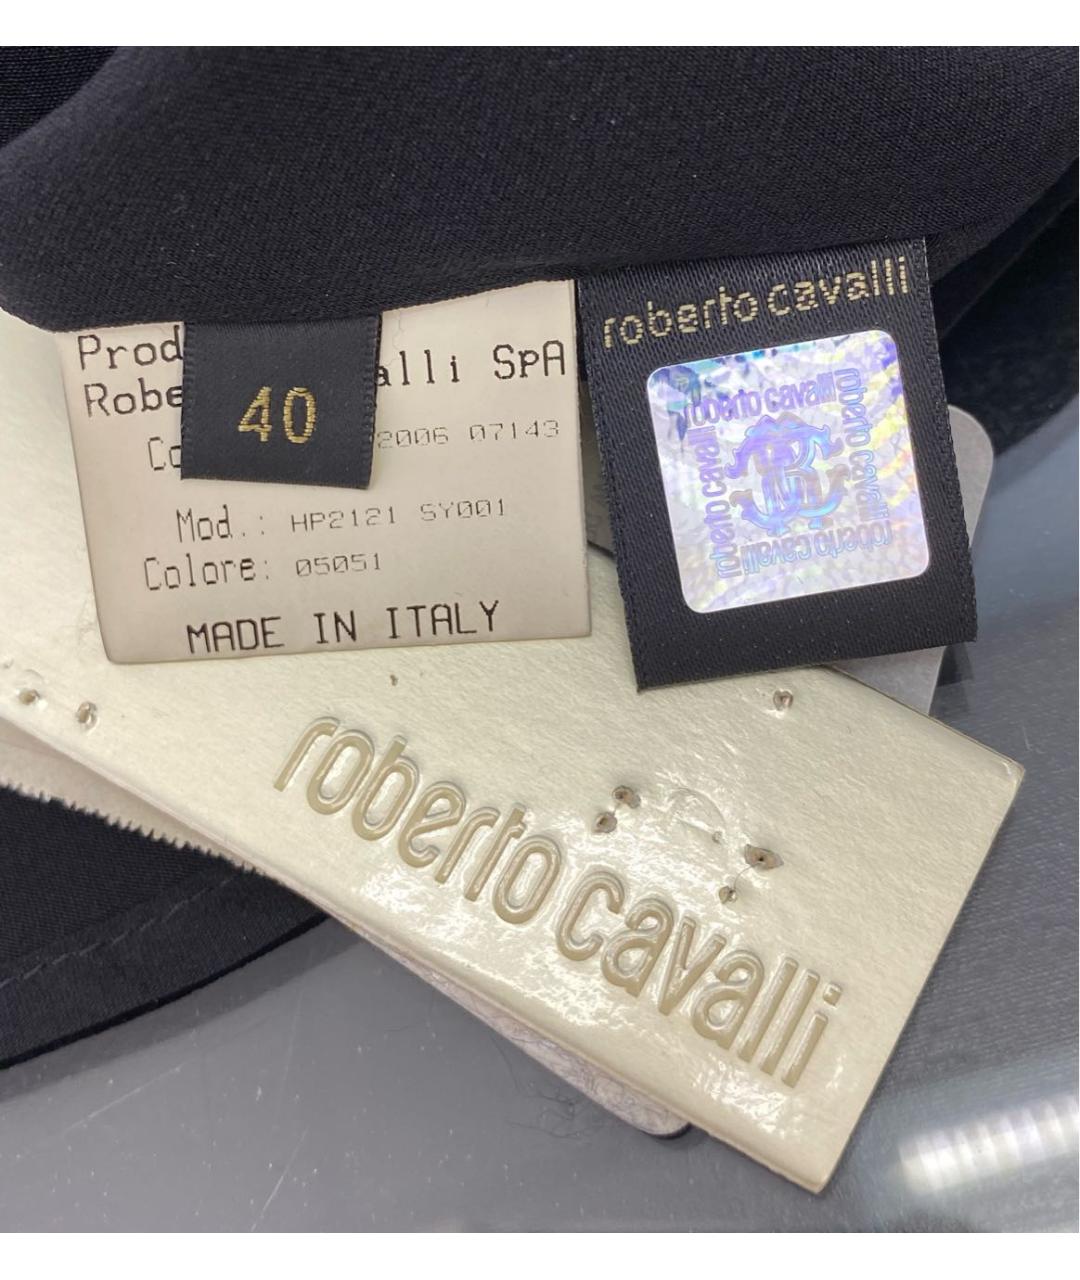 Prod
Robe alli SpA
Co 2006 07143
Mod.: HP2121 SY001
Colore: 05051
MADE IN ITALY
40
roberto cavalli
roberto cavalli
roberto cavalli
roberto cavalli
roberto cavalli
roberto cavalli